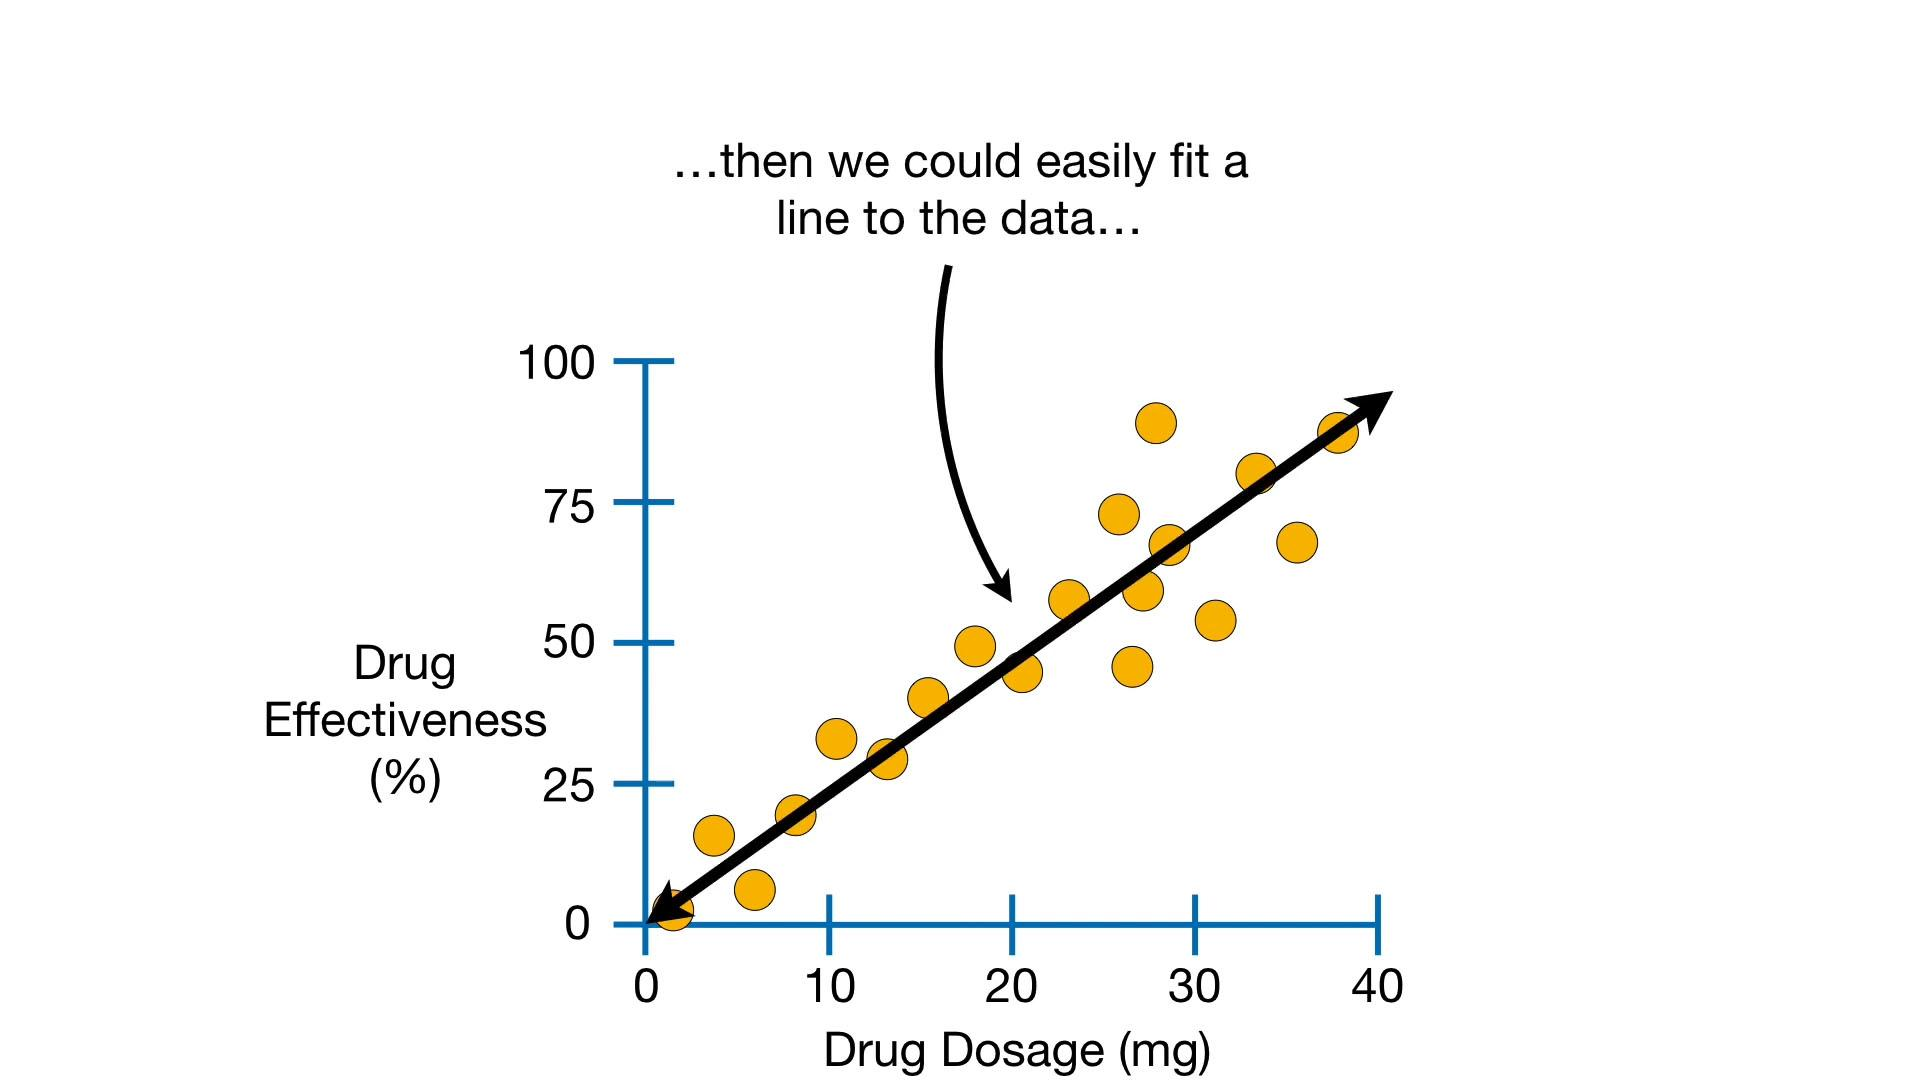 …then we could easily fit a
line to the data…
100
75
50
25
0
Drug
Effectiveness
(%)
0 10 20 30 40
Drug Dosage (mg)